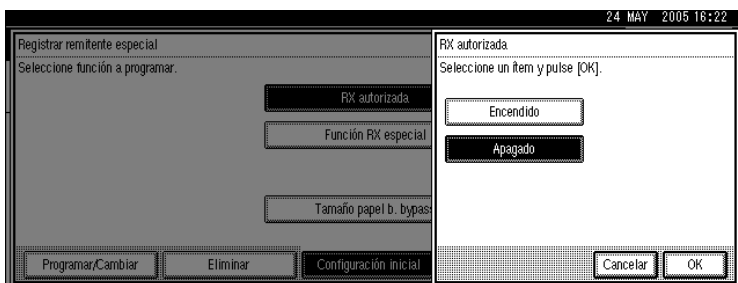 24 MAY 2005 16:22
Registrar remitente especial
Seleccione función a programar.
RX autorizada
Función RX especial
Tamaño papel b. bypass
Programar/Cambiar
Eliminar
Configuración inicial
RX autorizada
Seleccione un ítem y pulse [OK].
Encendido
Apagado
Cancelar
OK